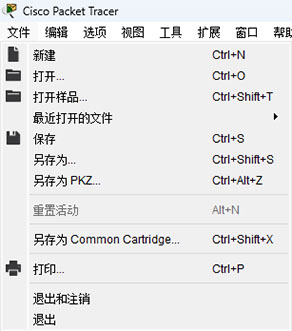 Cisco Packet Tracer
文件 编辑 选项 视图 工具 扩展 窗口
新建 Ctrl+N
打开... Ctrl+O
打开样品... Ctrl+Shift+T
最近打开的文件
保存 Ctrl+S
另存为... Ctrl+Shift+S
另存为 PKZ... Ctrl+Alt+Z
重置活动 Alt+N
另存为 Common Cartridge... Ctrl+Shift+X
打印... Ctrl+P
退出和注销
退出